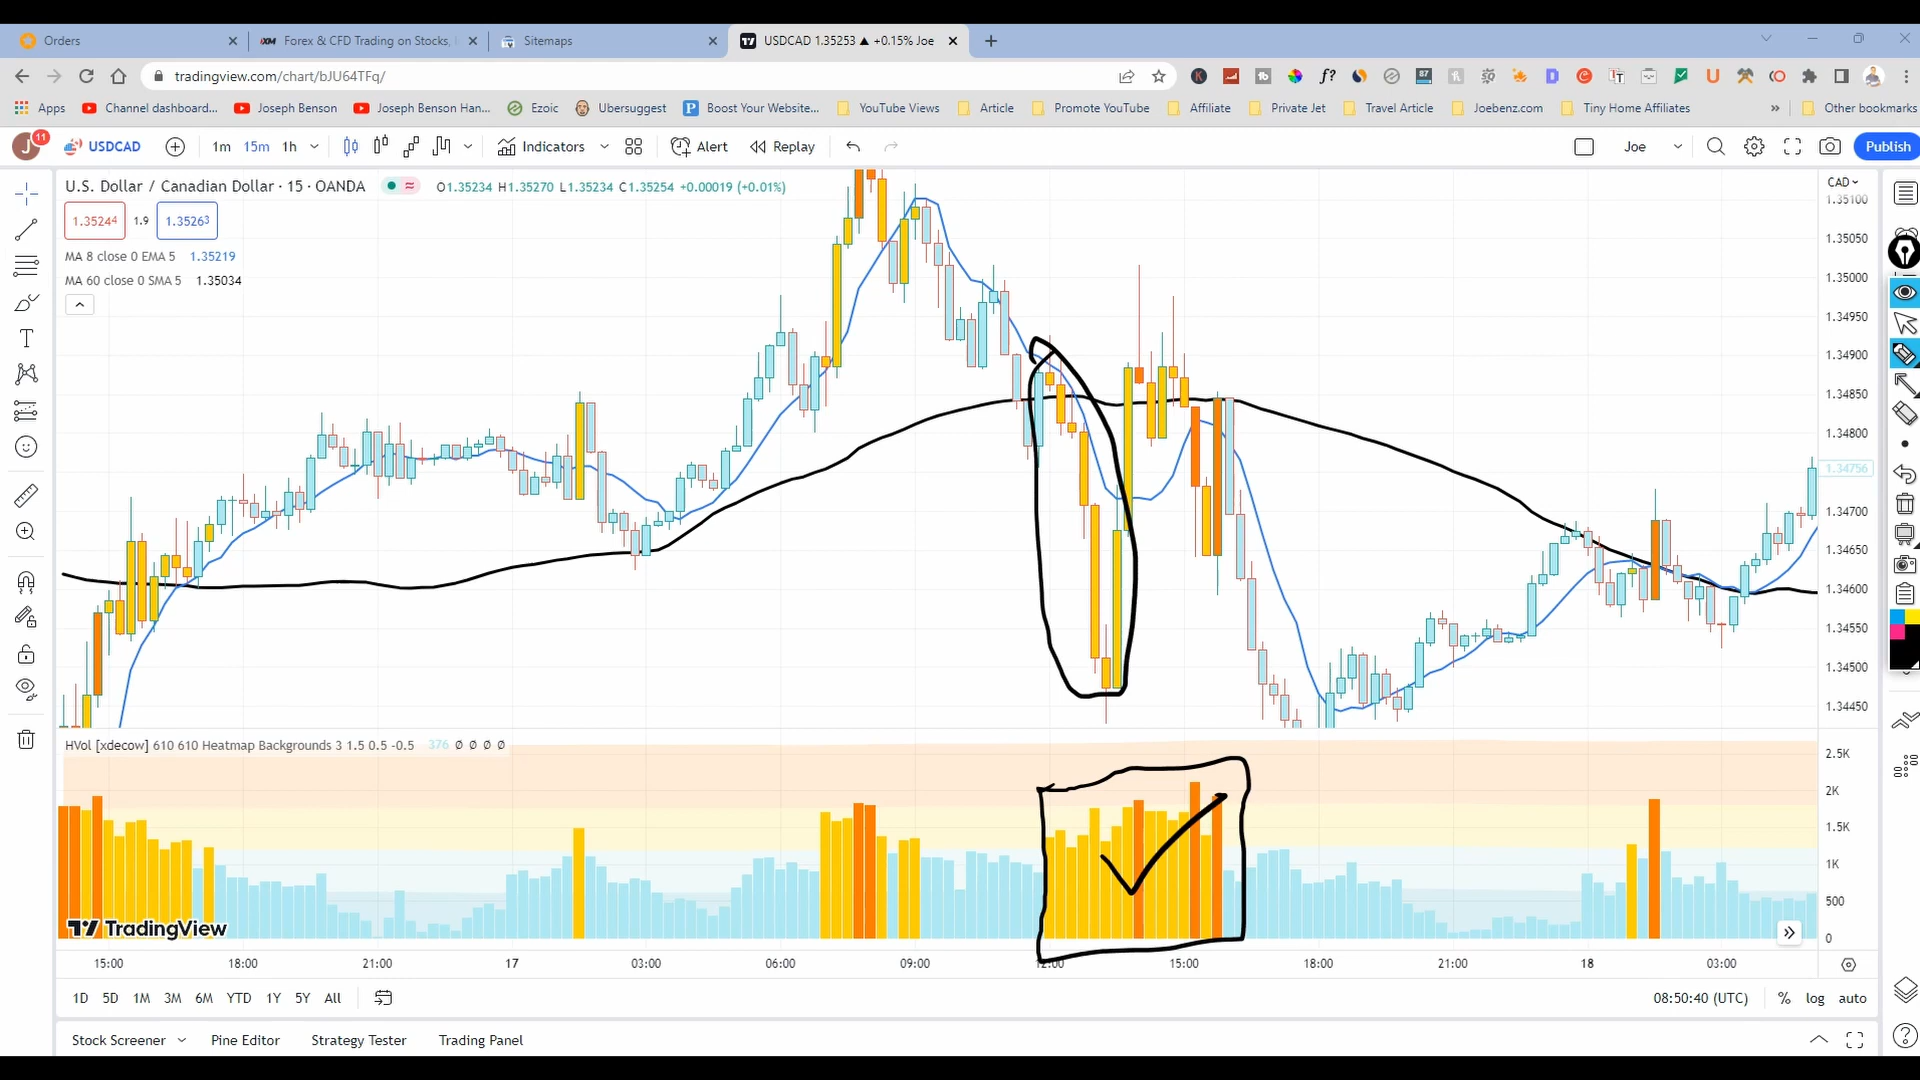 Orders
XM Forex & CFD Trading on Stocks,
Sitemaps
USDCAD 1.35253 ▲ +0.15% Joe
tradingview.com/chart/bJU64TFq/
f?
87
Apps
Channel dashboard...
Joseph Benson
Joseph Benson Han...
Ezoic
Ubersuggest
Boost Your Website...
YouTube Views
Article
Promote YouTube
Affiliate
Private Jet
Travel Article
Joebenz.com
Tiny Home Affiliates
»
Other bookmarks
J 11
USDCAD
1m 15m 1h
Indicators
Alert
Replay
Joe
Publish
U.S. Dollar / Canadian Dollar · 15 · OANDA
O1.35234 H1.35270 L1.35234 C1.35254 +0.00019 (+0.01%)
CAD
1.35244 1.9 1.35263
MA 8 close 0 EMA 5 1.35219
MA 60 close 0 SMA 5 1.35034
1.35100
1.35050
1.35000
1.34950
1.34900
1.34850
1.34800
1.34756
1.34700
1.34650
1.34600
1.34550
1.34500
1.34450
HVol [xdecow] 610 610 Heatmap Backgrounds 3 1.5 0.5 -0.5 376 ∅ ∅ ∅ ∅
2.5K
2K
1.5K
1K
500
0
TradingView
15:00 18:00 21:00 17 03:00 06:00 09:00 12:00 15:00 18:00 21:00 18 03:00
1D 5D 1M 3M 6M YTD 1Y 5Y All
08:50:40 (UTC) % log auto
Stock Screener
Pine Editor
Strategy Tester
Trading Panel